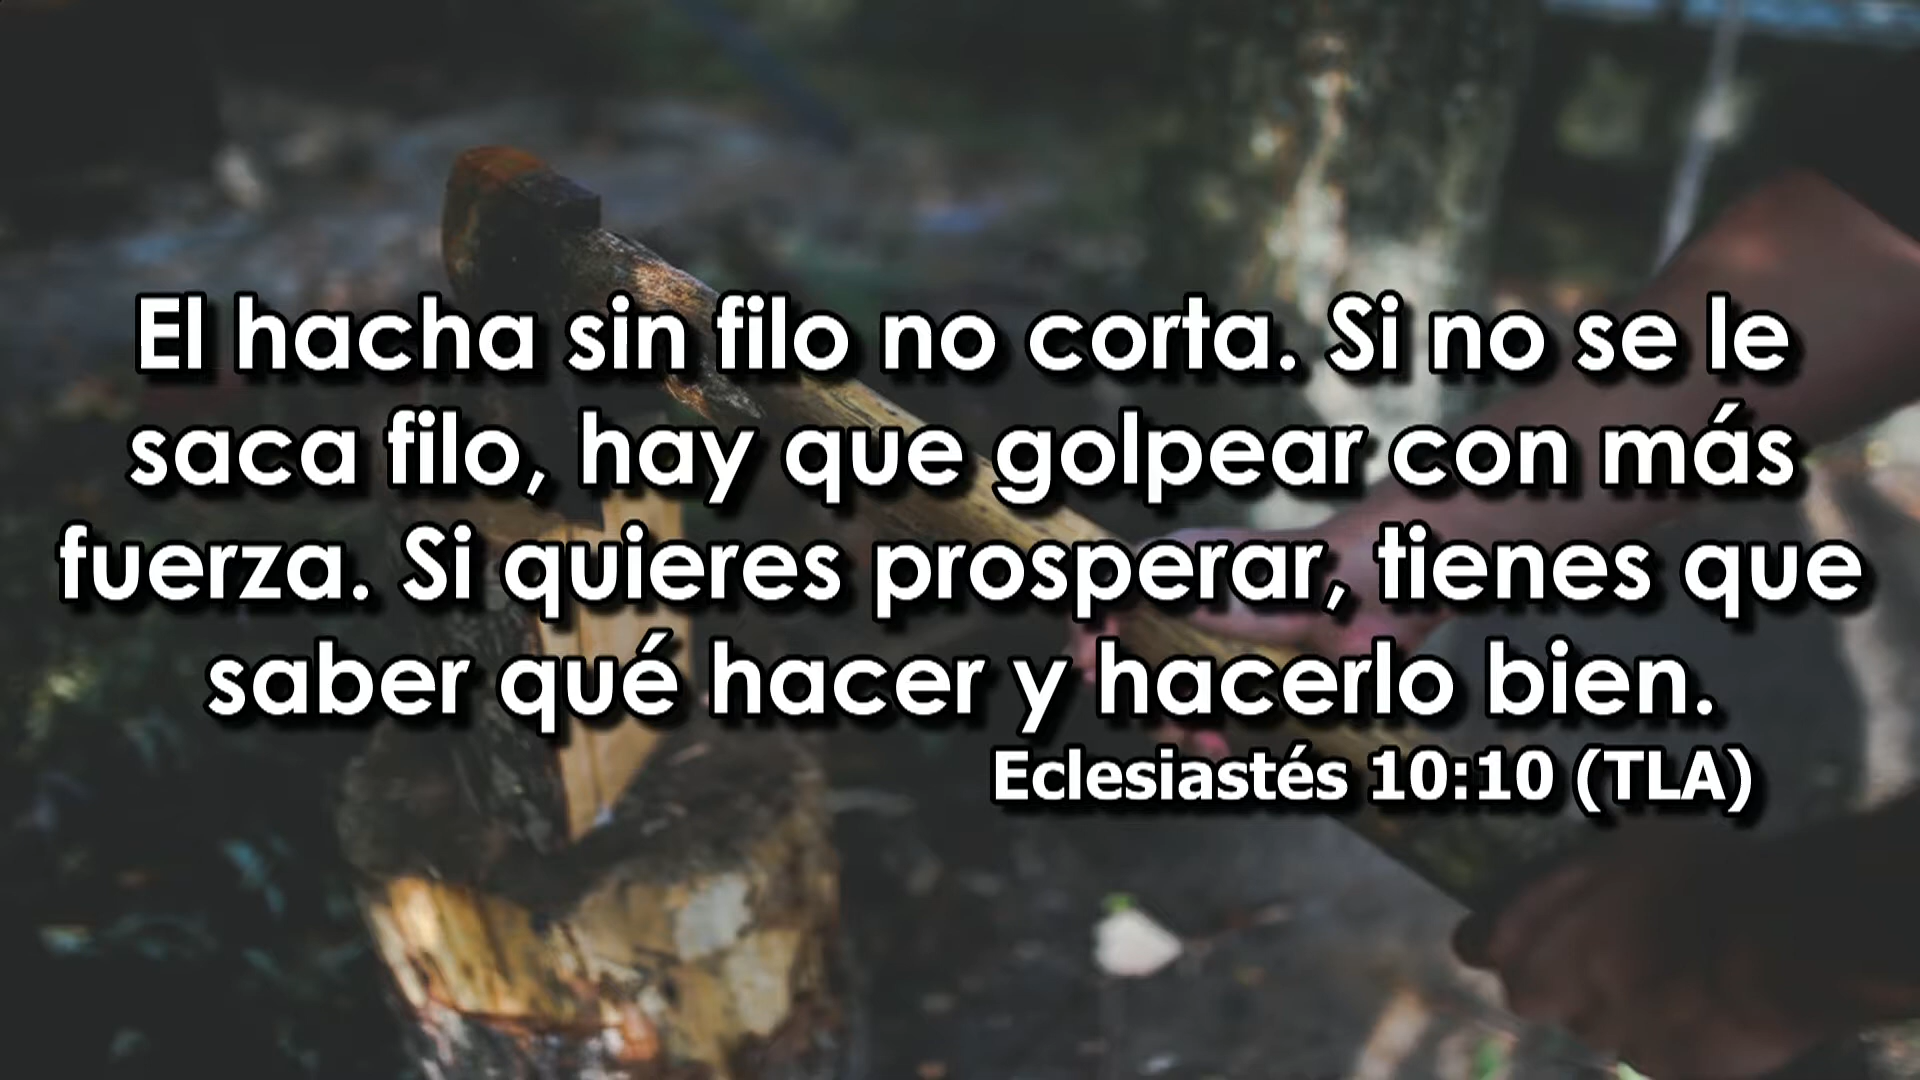 El hacha sin filo no corta. Si no se le
saca filo, hay que golpear con más
fuerza. Si quieres prosperar, tienes que
saber qué hacer y hacerlo bien.
Eclesiastés 10:10 (TLA)